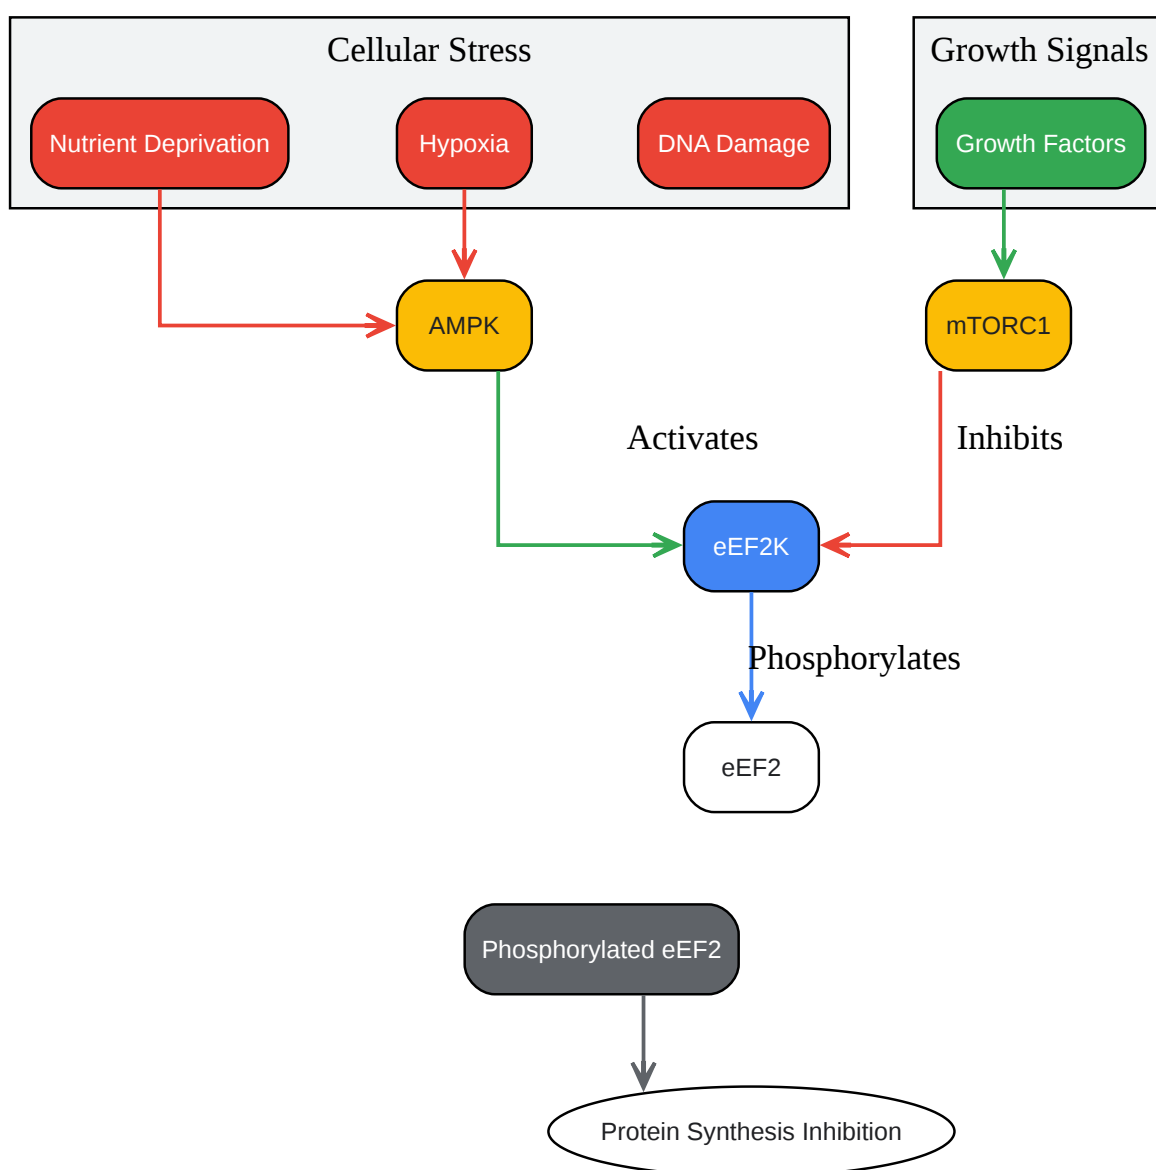 Cellular Stress
Growth Signals
Nutrient Deprivation
Hypoxia
DNA Damage
Growth Factors
AMPK
mTORC1
Activates
Inhibits
eEF2K
Phosphorylates
eEF2
Phosphorylated eEF2
Protein Synthesis Inhibition